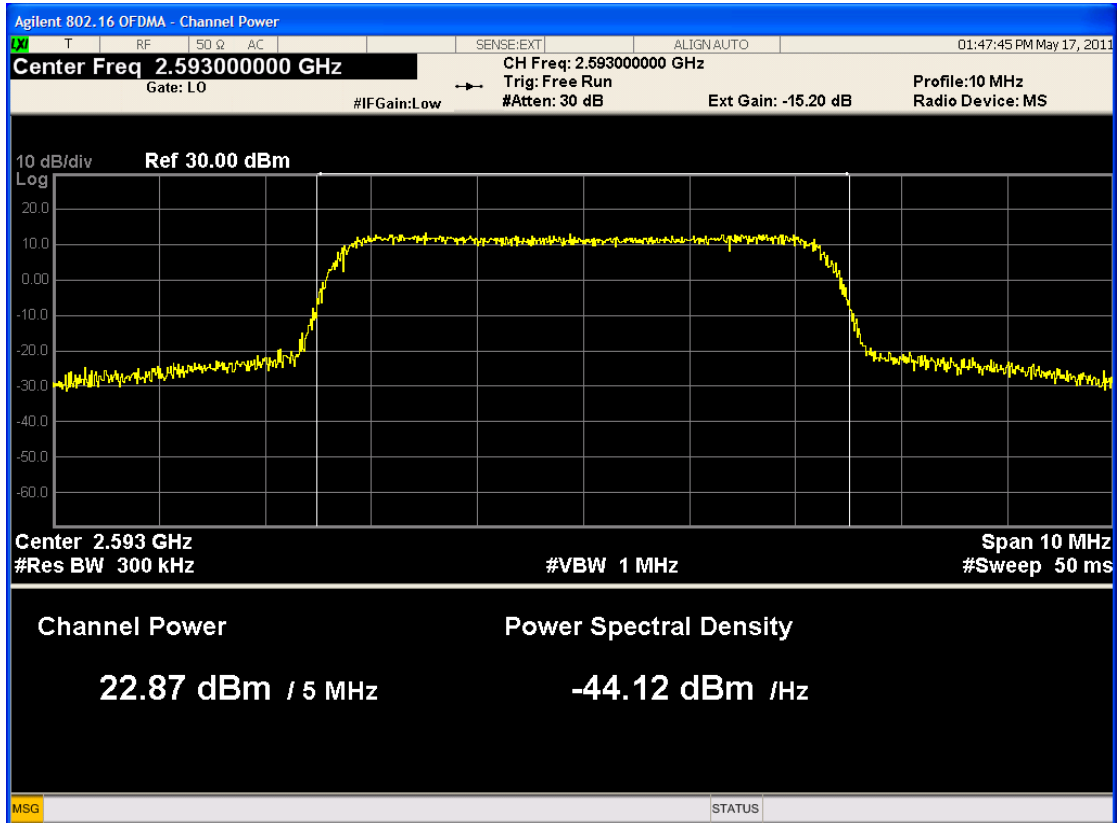 Agilent 802.16 OFDMA - Channel Power
LXI T RF 50 Ω AC SENSE:EXT ALIGN AUTO 01:47:45 PM May 17, 2011
Center Freq 2.593000000 GHz CH Freq: 2.593000000 GHz
Gate: LO Trig: Free Run Profile:10 MHz
#IFGain:Low #Atten: 30 dB Ext Gain: -15.20 dB Radio Device: MS
10 dB/div Ref 30.00 dBm
Log
20.0
10.0
0.00
-10.0
-20.0
-30.0
-40.0
-50.0
-60.0
Center 2.593 GHz Span 10 MHz
#Res BW 300 kHz #VBW 1 MHz #Sweep 50 ms
Channel Power Power Spectral Density
22.87 dBm / 5 MHz -44.12 dBm /Hz
MSG STATUS